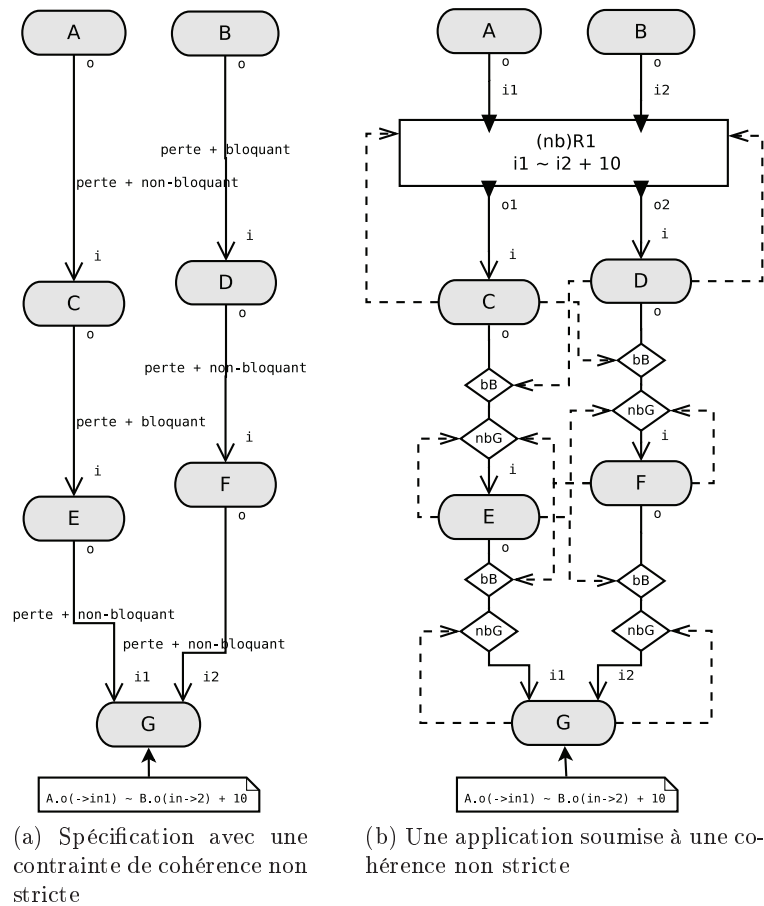 A
B
o
o
perte + bloquant
perte + non-bloquant
i
i
C
D
o
o
perte + non-bloquant
perte + bloquant
i
i
E
F
o
o
perte + non-bloquant
perte + non-bloquant
i1
i2
G
A.o(->in1) ~ B.o(in->2) + 10
(a) Spécification avec une
contrainte de cohérence non
stricte
A
B
o
o
i1
i2
(nb)R1
i1 ~ i2 + 10
o1
o2
i
i
C
D
o
o
bB
bB
nbG
nbG
i
i
E
F
o
o
bB
bB
nbG
nbG
i1
i2
G
A.o(->in1) ~ B.o(in->2) + 10
(b) Une application soumise à une co-
hérence non stricte